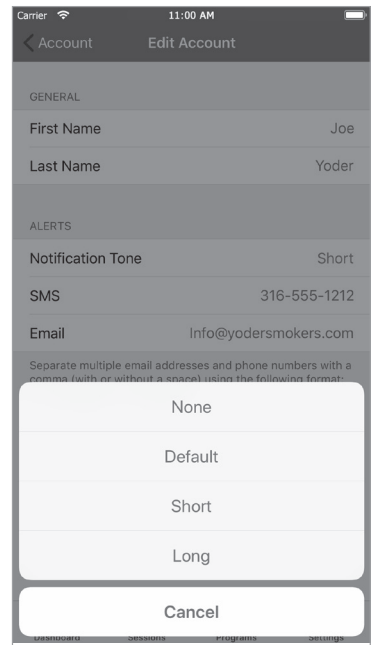 Carrier 11:00 AM
Account Edit Account
GENERAL
First Name Joe
Last Name Yoder
ALERTS
Notification Tone Short
SMS 316-555-1212
Email Info@yodersmokers.com
Separate multiple email addresses and phone numbers with a
comma (with or without a space) using the following format:
None
Default
Short
Long
Cancel
Dashboard Sessions Programs Settings